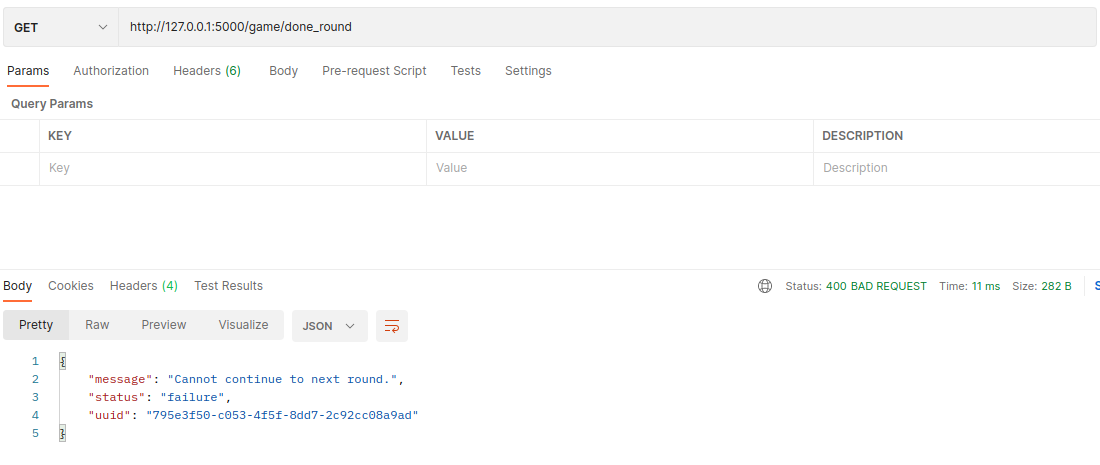 GET http://127.0.0.1:5000/game/done_round
Params Authorization Headers (6) Body Pre-request Script Tests Settings
Query Params
KEY VALUE DESCRIPTION
Key Value Description
Body Cookies Headers (4) Test Results Status: 400 BAD REQUEST Time: 11 ms Size: 282 B S
Pretty Raw Preview Visualize JSON
1 {
2 "message": "Cannot continue to next round.",
3 "status": "failure",
4 "uuid": "795e3f50-c053-4f5f-8dd7-2c92cc08a9ad"
5 }